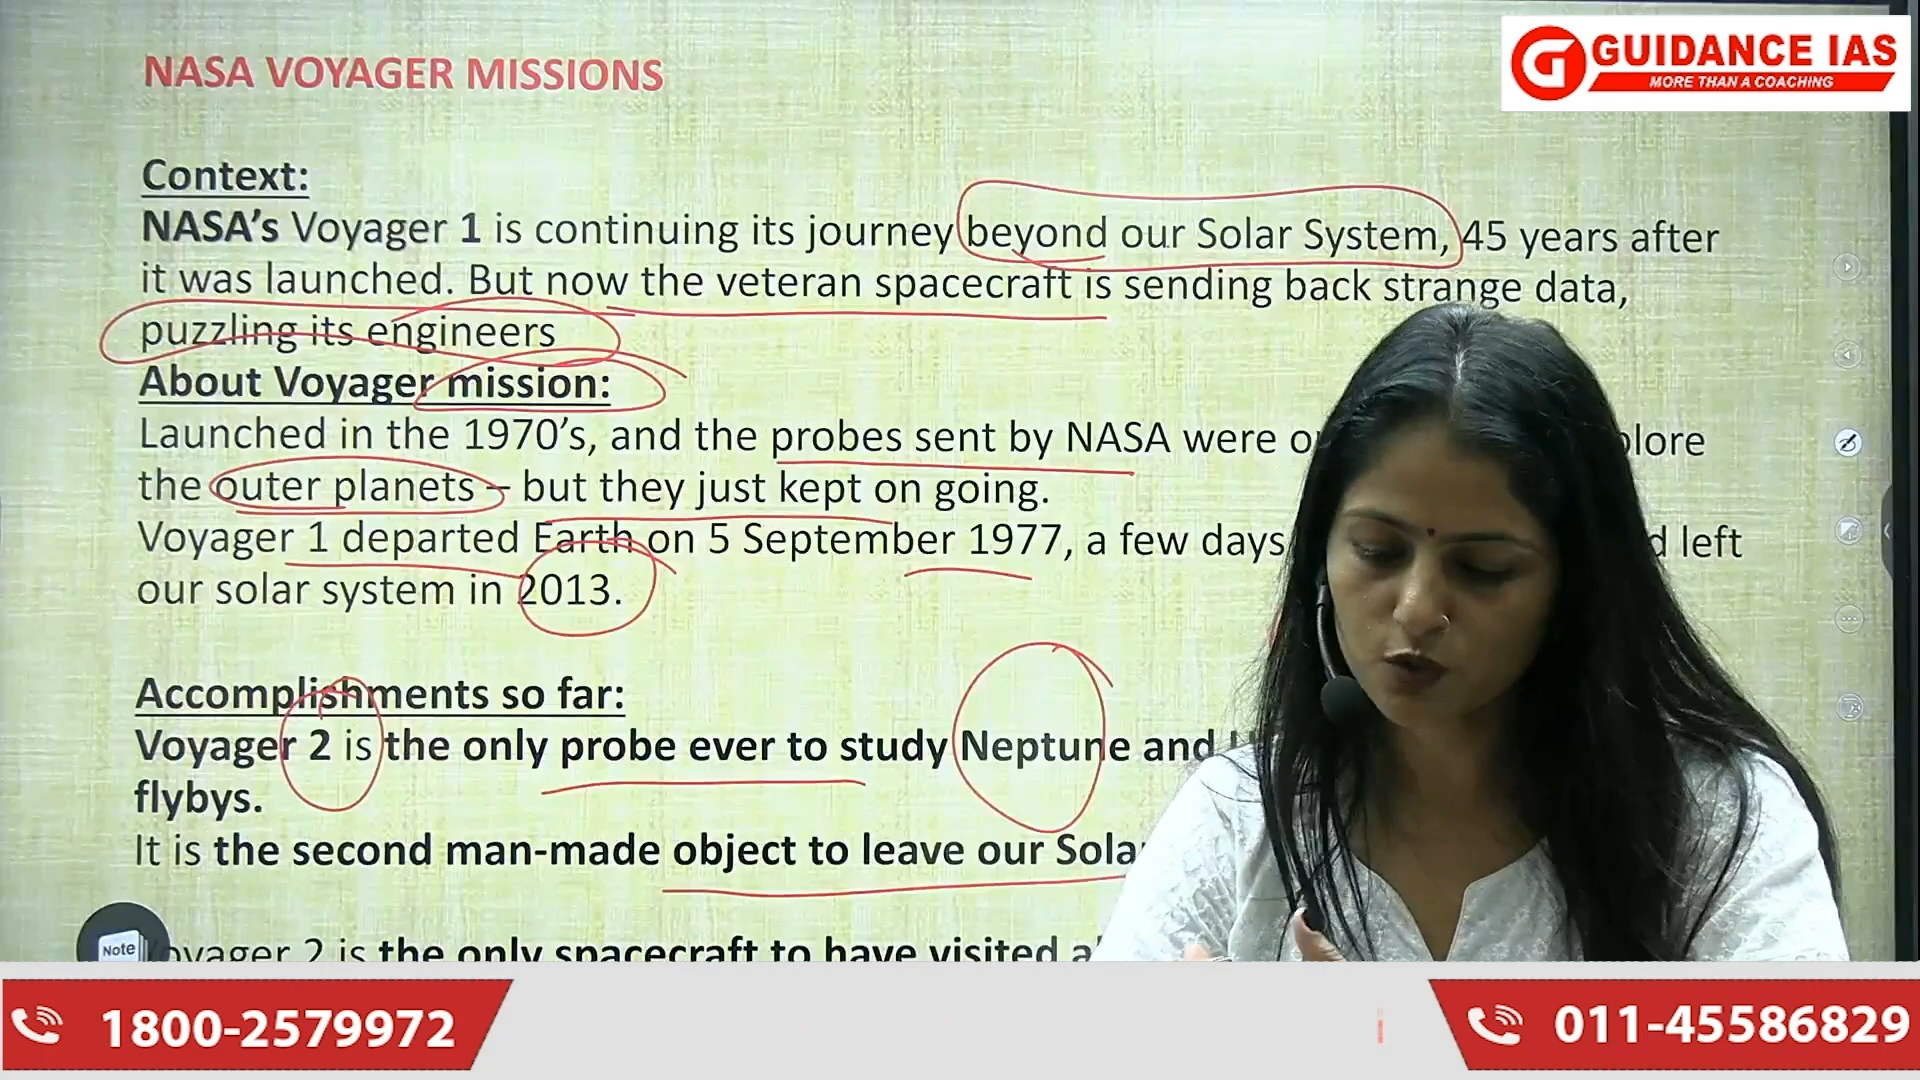 NASA VOYAGER MISSIONS
GUIDANCE IAS
MORE THAN A COACHING
Context:
NASA's Voyager 1 is continuing its journey beyond our Solar System, 45 years after
it was launched. But now the veteran spacecraft is sending back strange data,
puzzling its engineers
About Voyager mission:
Launched in the 1970's, and the probes sent by NASA were
the outer planets – but they just kept on going.
Voyager 1 departed Earth on 5 September 1977, a few days left
our solar system in 2013.
Accomplishments so far:
Voyager 2 is the only probe ever to study Neptune and
flybys.
It is the second man-made object to leave our
Note
2 is the only spacecraft to have visited
1800-2579972
011-45586829